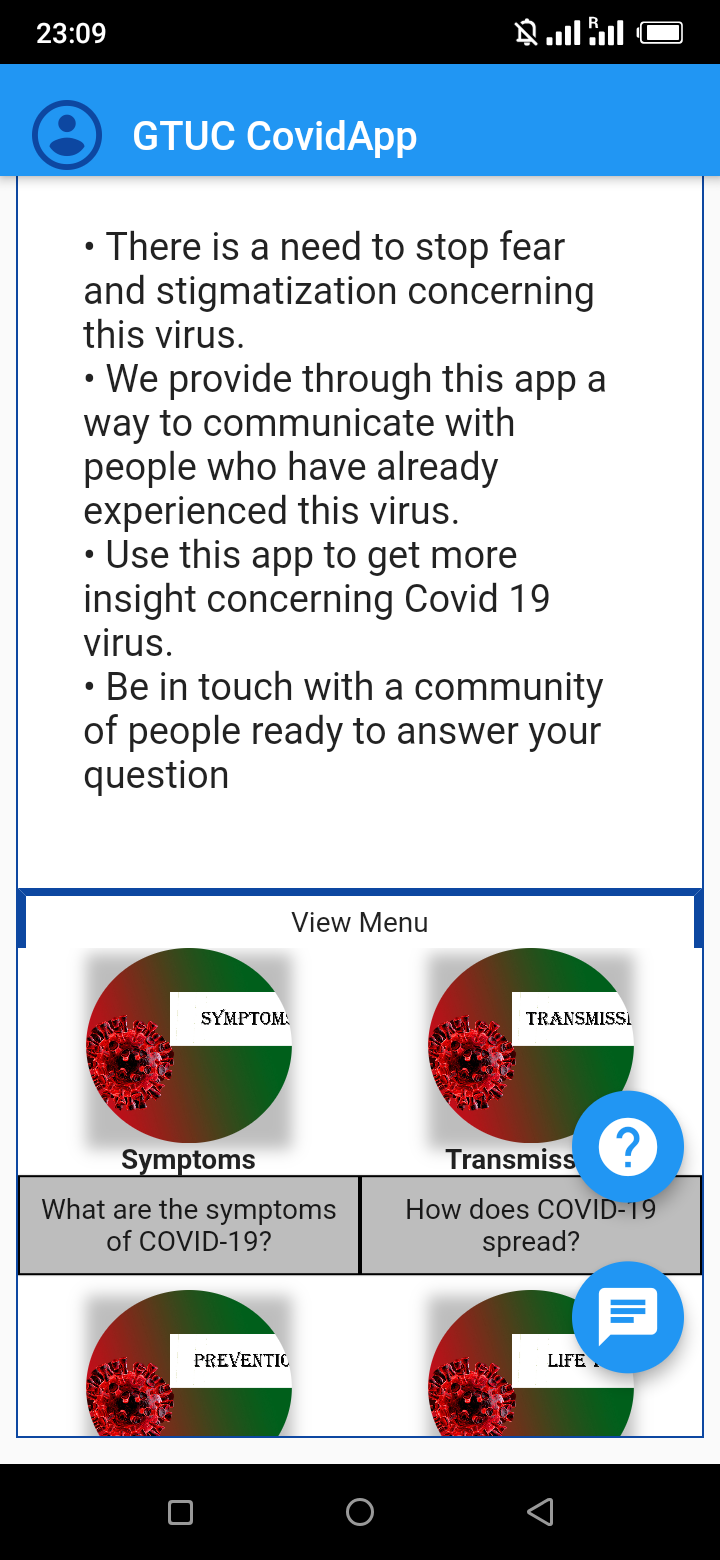 23:09
R
GTUC CovidApp
• There is a need to stop fear
and stigmatization concerning
this virus.
• We provide through this app a
way to communicate with
people who have already
experienced this virus.
• Use this app to get more
insight concerning Covid 19
virus.
• Be in touch with a community
of people ready to answer your
question
View Menu
SYMPTOMS TRANSMISSI
Symptoms Transmiss
What are the symptoms How does COVID-19
of COVID-19? spread?
PREVENTIO LIFE